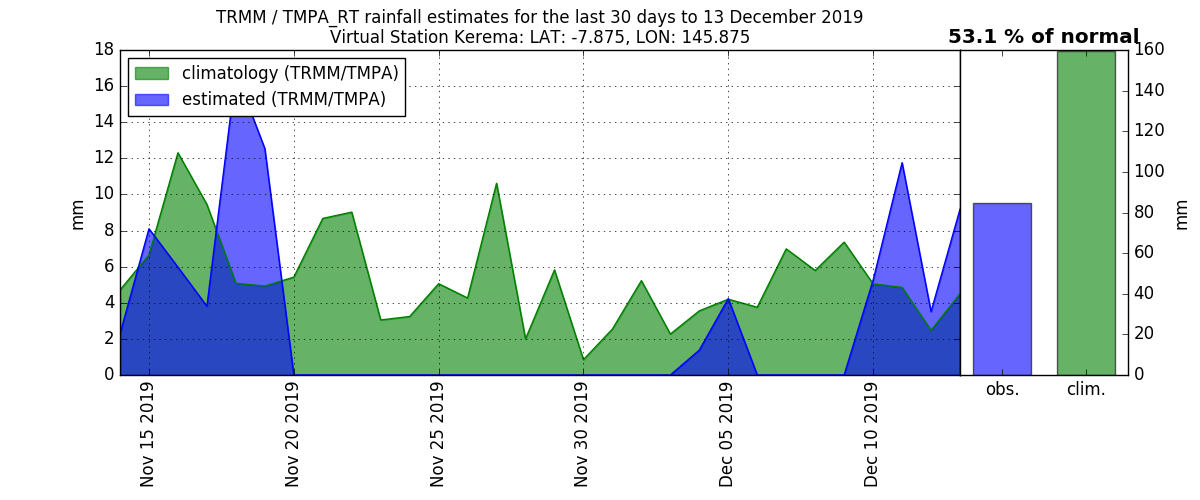 TRMM / TMPA_RT rainfall estimates for the last 30 days to 13 December 2019
Virtual Station Kerema: LAT: -7.875, LON: 145.875
53.1 % of normal
climatology (TRMM/TMPA)
estimated (TRMM/TMPA)
18
16
14
12
10
8
6
4
2
0
mm
Nov 15 2019
Nov 20 2019
Nov 25 2019
Nov 30 2019
Dec 05 2019
Dec 10 2019
obs.
clim.
160
140
120
100
80
60
40
20
0
mm